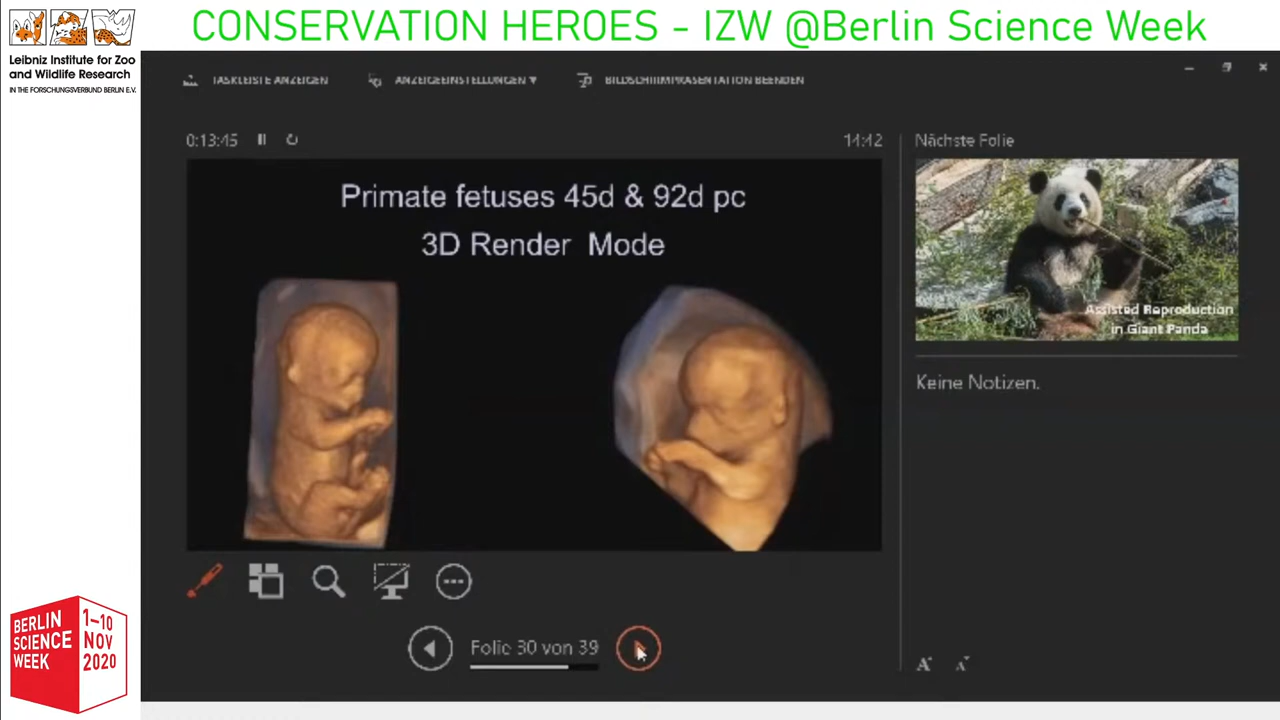 CONSERVATION HEROES - IZW @Berlin Science Week
Leibniz Institute for Zoo
and Wildlife Research
IN THE FORSCHUNGSVERBUND BERLIN E.V.
TASKLEISTE ANZEIGEN
ANZEIGEEINSTELLUNGEN ▼
BILDSCHIRMPRÄSENTATION BEENDEN
0:13:45
14:42
Nächste Folie
Primate fetuses 45d & 92d pc
3D Render Mode
Assisted Reproduction
in Giant Panda
Keine Notizen.
Folie 30 von 39
A A
BERLIN
SCIENCE
WEEK
1–10
NOV
2020